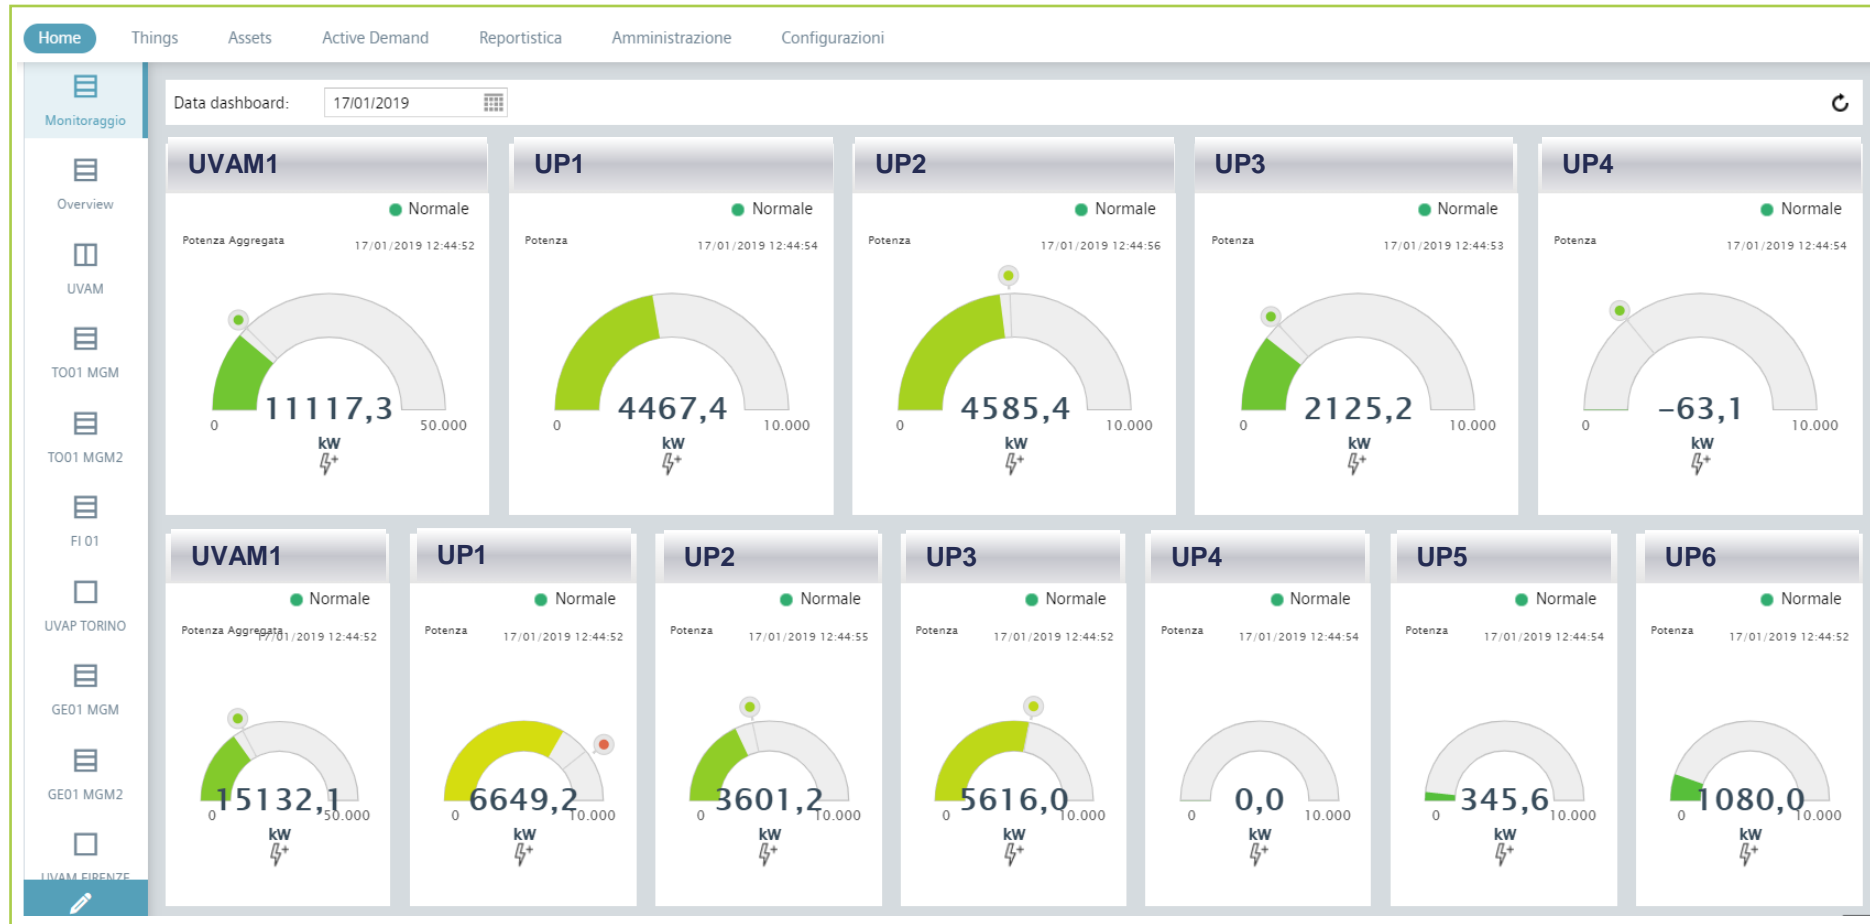 Home Things Assets Active Demand Reportistica Amministrazione Configurazioni
Monitoraggio
Overview
UVAM
TO01 MGM
TO01 MGM2
FI 01
UVAP TORINO
GE01 MGM
GE01 MGM2
UVAM FIRENZE
Data dashboard: 17/01/2019
UVAM1
Normale
Potenza Aggregata 17/01/2019 12:44:52
11117,3
0 50.000
kW
UP1
Normale
Potenza 17/01/2019 12:44:54
4467,4
0 10.000
kW
UP2
Normale
Potenza 17/01/2019 12:44:56
4585,4
0 10.000
kW
UP3
Normale
Potenza 17/01/2019 12:44:53
2125,2
0 10.000
kW
UP4
Normale
Potenza 17/01/2019 12:44:54
-63,1
0 10.000
kW
UVAM1
Normale
Potenza Aggregata 17/01/2019 12:44:52
15132,1
0 50.000
kW
UP1
Normale
Potenza 17/01/2019 12:44:52
6649,2
0 10.000
kW
UP2
Normale
Potenza 17/01/2019 12:44:55
3601,2
0 10.000
kW
UP3
Normale
Potenza 17/01/2019 12:44:52
5616,0
0 10.000
kW
UP4
Normale
Potenza 17/01/2019 12:44:54
0,0
0 10.000
kW
UP5
Normale
Potenza 17/01/2019 12:44:54
345,6
0 10.000
kW
UP6
Normale
Potenza 17/01/2019 12:44:52
1080,0
0 10.000
kW